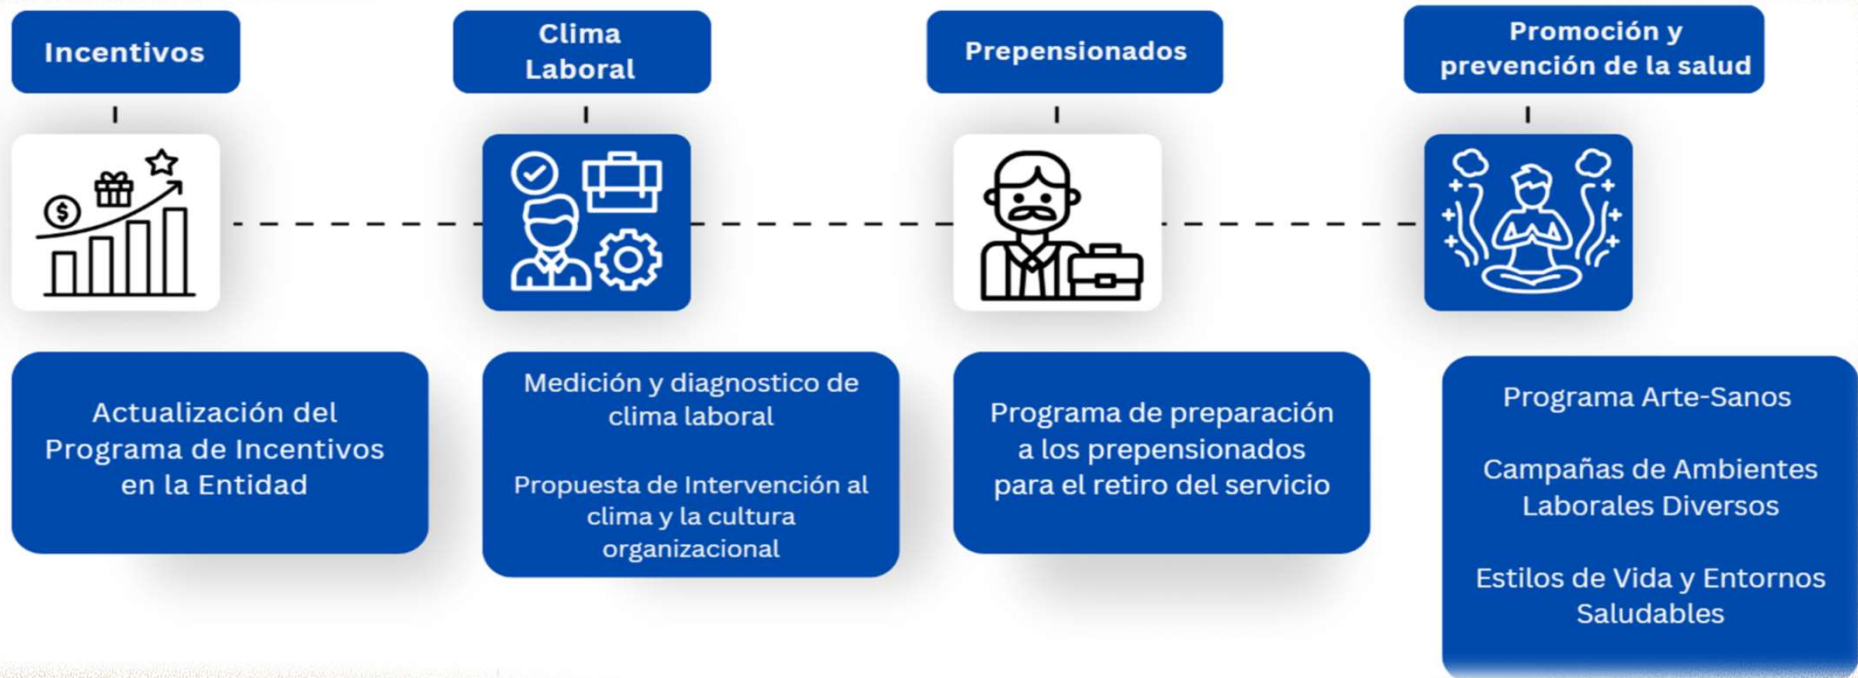 Incentivos
Clima
Laboral
Prepensionados
Promoción y
prevención de la salud
$
Actualización del
Programa de Incentivos
en la Entidad
Medición y diagnostico de
clima laboral
Propuesta de Intervención al
clima y la cultura
organizacional
Programa de preparación
a los prepensionados
para el retiro del servicio
Programa Arte-Sanos
Campañas de Ambientes
Laborales Diversos
Estilos de Vida y Entornos
Saludables